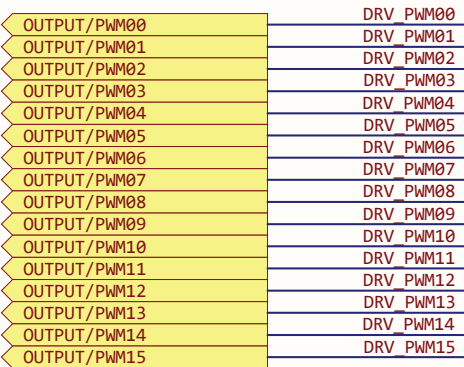 DRV_PWM00
OUTPUT/PWM00
DRV_PWM01
OUTPUT/PWM01
DRV_PWM02
OUTPUT/PWM02
DRV_PWM03
OUTPUT/PWM03
DRV_PWM04
OUTPUT/PWM04
DRV_PWM05
OUTPUT/PWM05
DRV_PWM06
OUTPUT/PWM06
DRV_PWM07
OUTPUT/PWM07
DRV_PWM08
OUTPUT/PWM08
DRV_PWM09
OUTPUT/PWM09
DRV_PWM10
OUTPUT/PWM10
DRV_PWM11
OUTPUT/PWM11
DRV_PWM12
OUTPUT/PWM12
DRV_PWM13
OUTPUT/PWM13
DRV_PWM14
OUTPUT/PWM14
DRV_PWM15
OUTPUT/PWM15